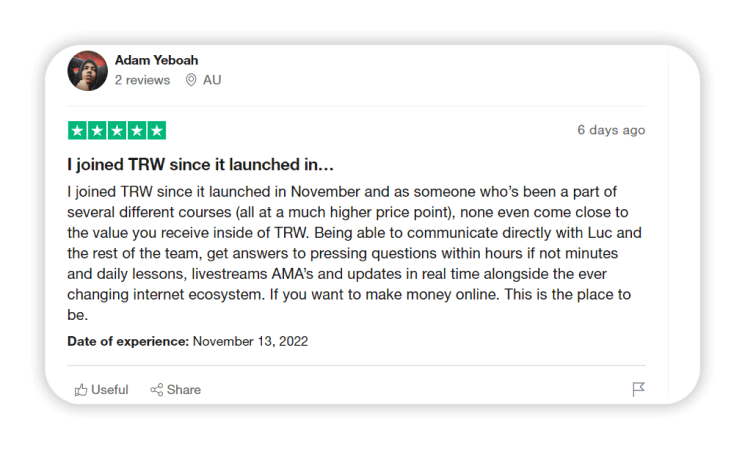 Adam Yeboah
2 reviews AU
6 days ago
I joined TRW since it launched in...
I joined TRW since it launched in November and as someone who's been a part of
several different courses (all at a much higher price point), none even come close to
the value you receive inside of TRW. Being able to communicate directly with Luc and
the rest of the team, get answers to pressing questions within hours if not minutes
and daily lessons, livestreams AMA's and updates in real time alongside the ever
changing internet ecosystem. If you want to make money online. This is the place to
be.
Date of experience: November 13, 2022
Useful Share